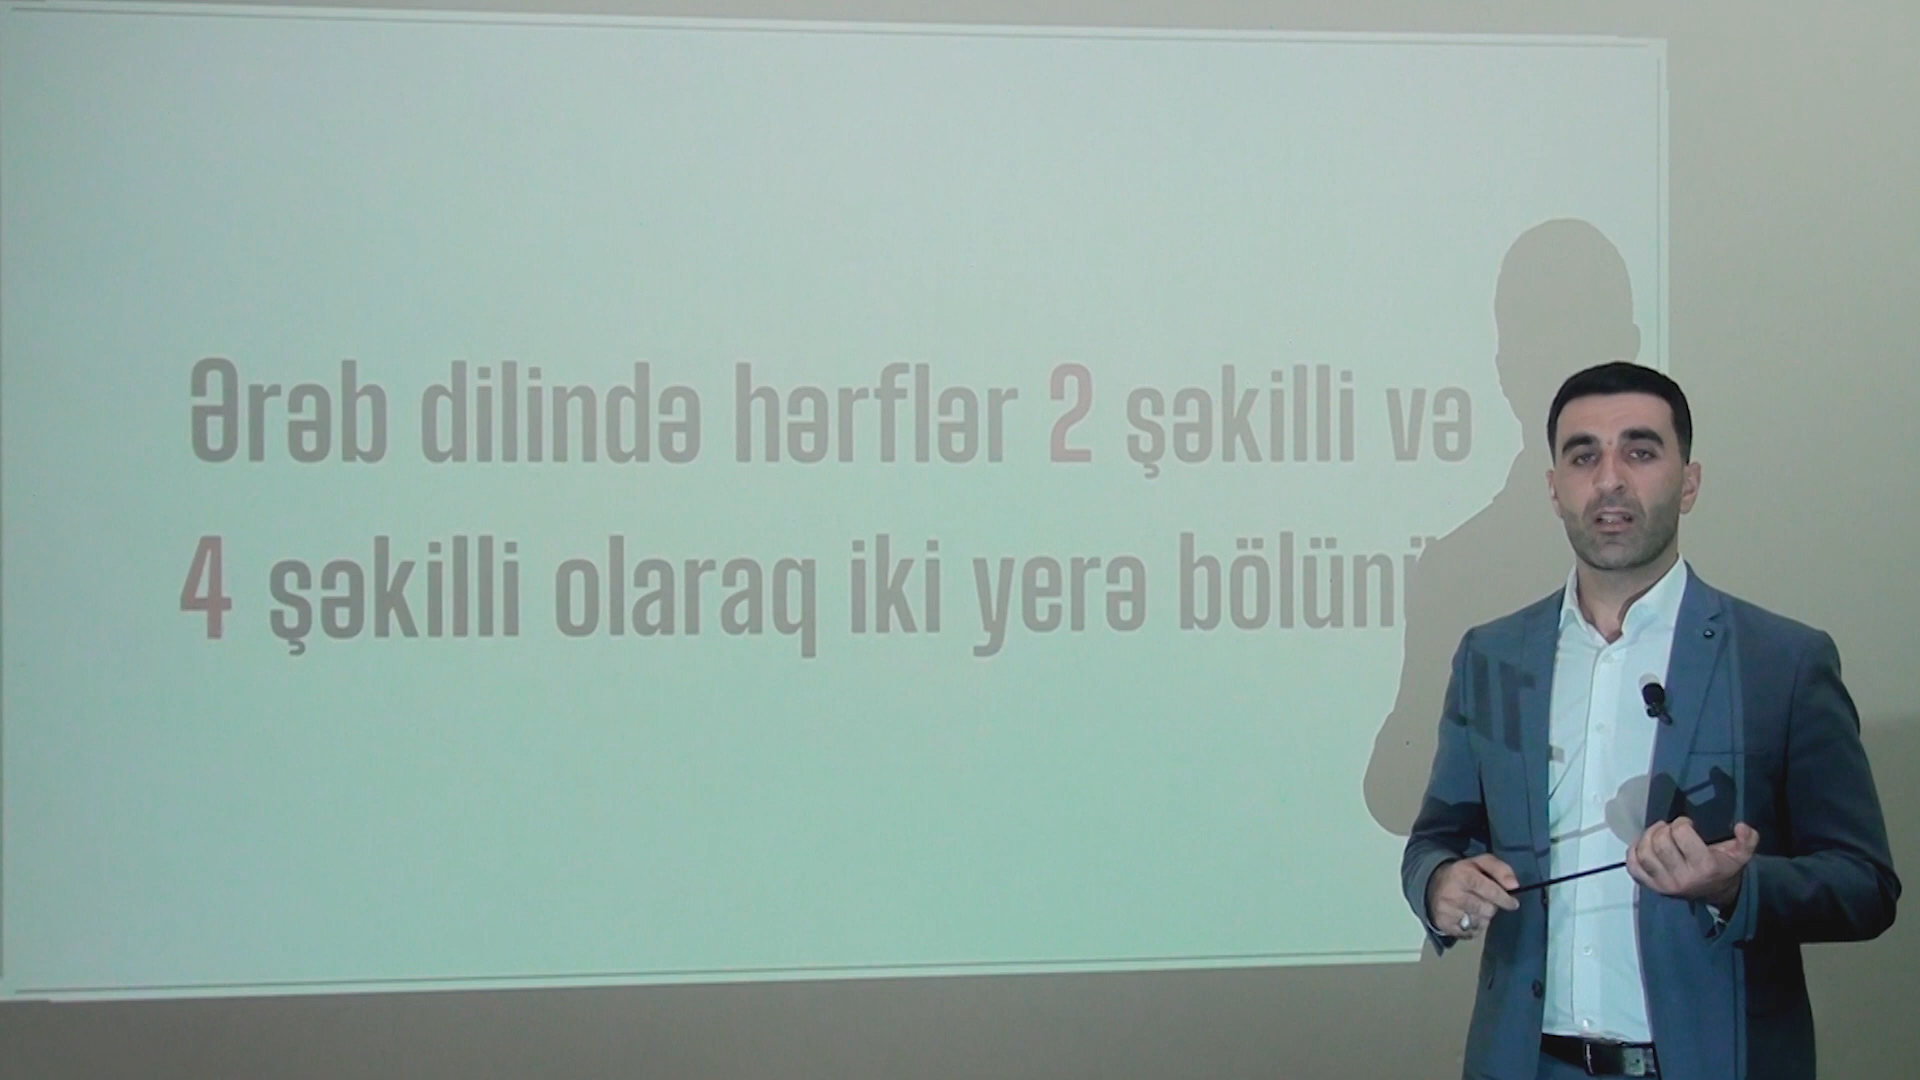 Ərəb dilində hərflər 2 şəkilli və
4 şəkilli olaraq iki yerə